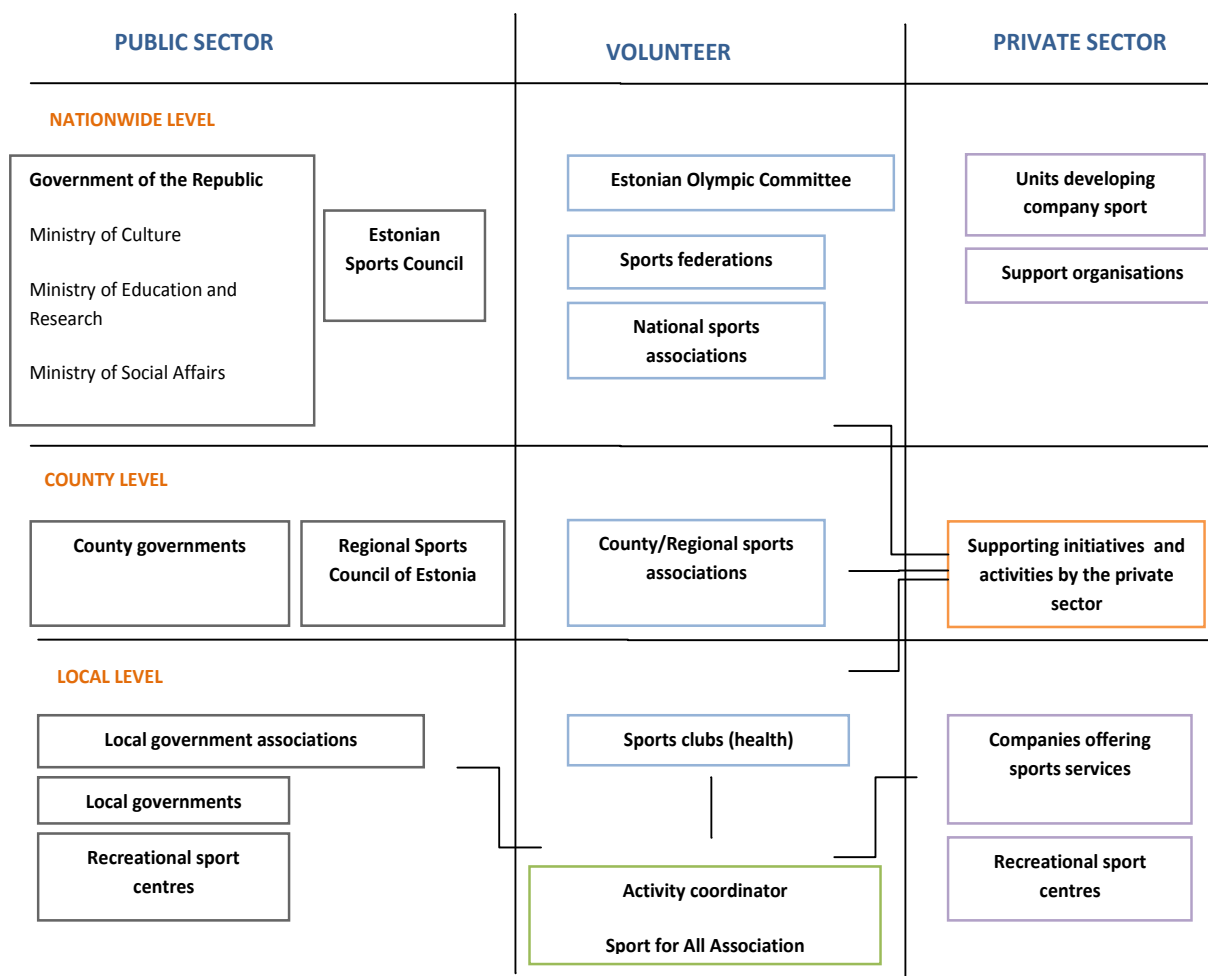 PUBLIC SECTOR
VOLUNTEER
PRIVATE SECTOR
NATIONWIDE LEVEL
Government of the Republic
Ministry of Culture
Ministry of Education and
Research
Ministry of Social Affairs
Estonian
Sports Council
Estonian Olympic Committee
Sports federations
National sports
associations
Units developing
company sport
Support organisations
COUNTY LEVEL
County governments
Regional Sports
Council of Estonia
County/Regional sports
associations
Supporting initiatives and
activities by the private
sector
LOCAL LEVEL
Local government associations
Local governments
Recreational sport
centres
Sports clubs (health)
Activity coordinator
Sport for All Association
Companies offering
sports services
Recreational sport
centres